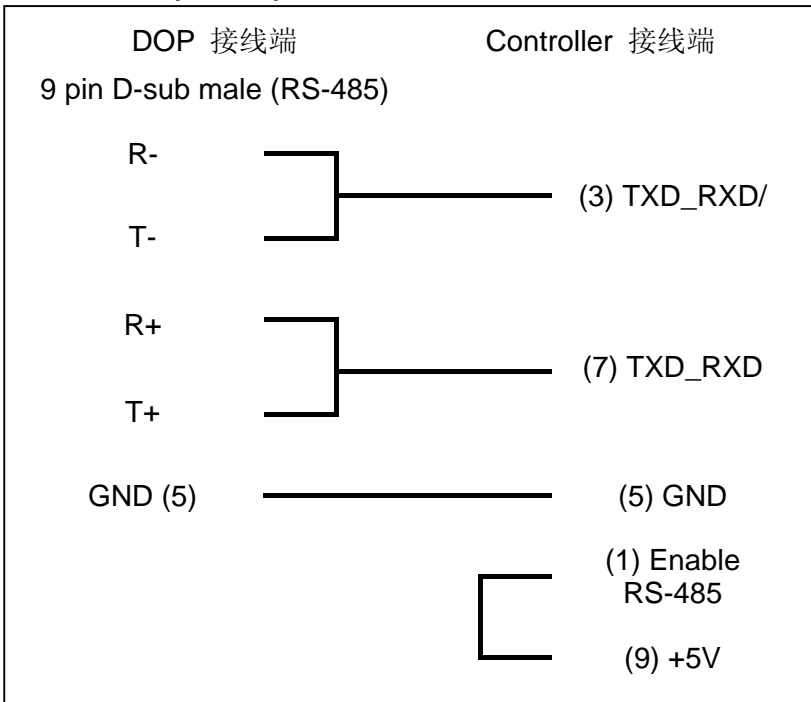 DOP 接线端 Controller 接线端
9 pin D-sub male (RS-485)
R-
(3) TXD_RXD/
T-
R+
(7) TXD_RXD
T+
GND (5) (5) GND
(1) Enable
RS-485
(9) +5V